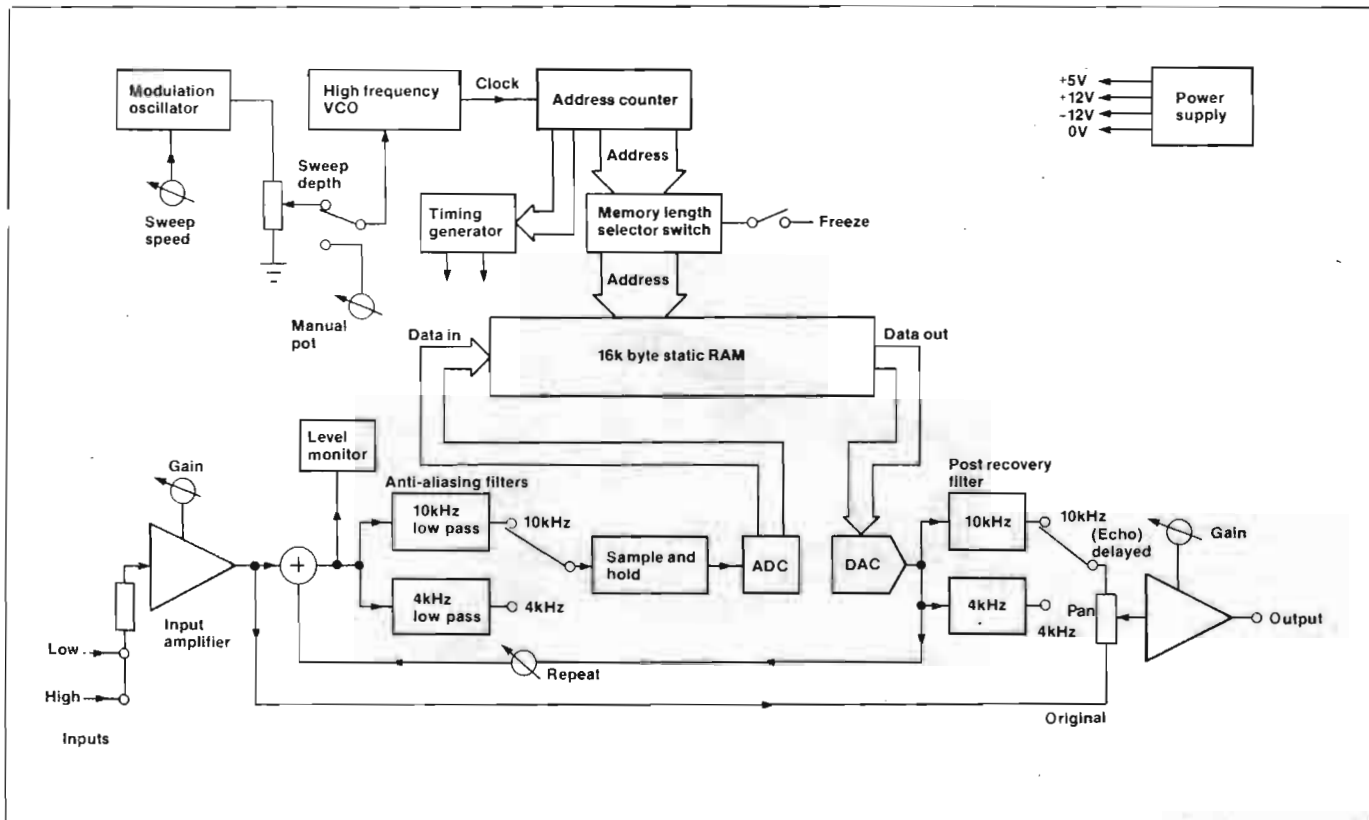 Modulation
oscillator
High frequency
VCO
Clock
Address counter
+5V
+12V
-12V
0V
Power
supply
Sweep
depth
Sweep
speed
Address
Timing
generator
Memory length
selector switch
Freeze
Address
Manual
pot
Data in
16k byte static RAM
Data out
Level
monitor
Gain
Anti-aliasing filters
10kHz
low pass
10kHz
4kHz
low pass
4kHz
Sample and
hold
ADC
DAC
Post recovery
filter
10kHz
10kHz
(Echo)
delayed
Gain
4kHz
4kHz
Pan
Output
+
Input
amplifier
Low
High
Inputs
Repeat
Original